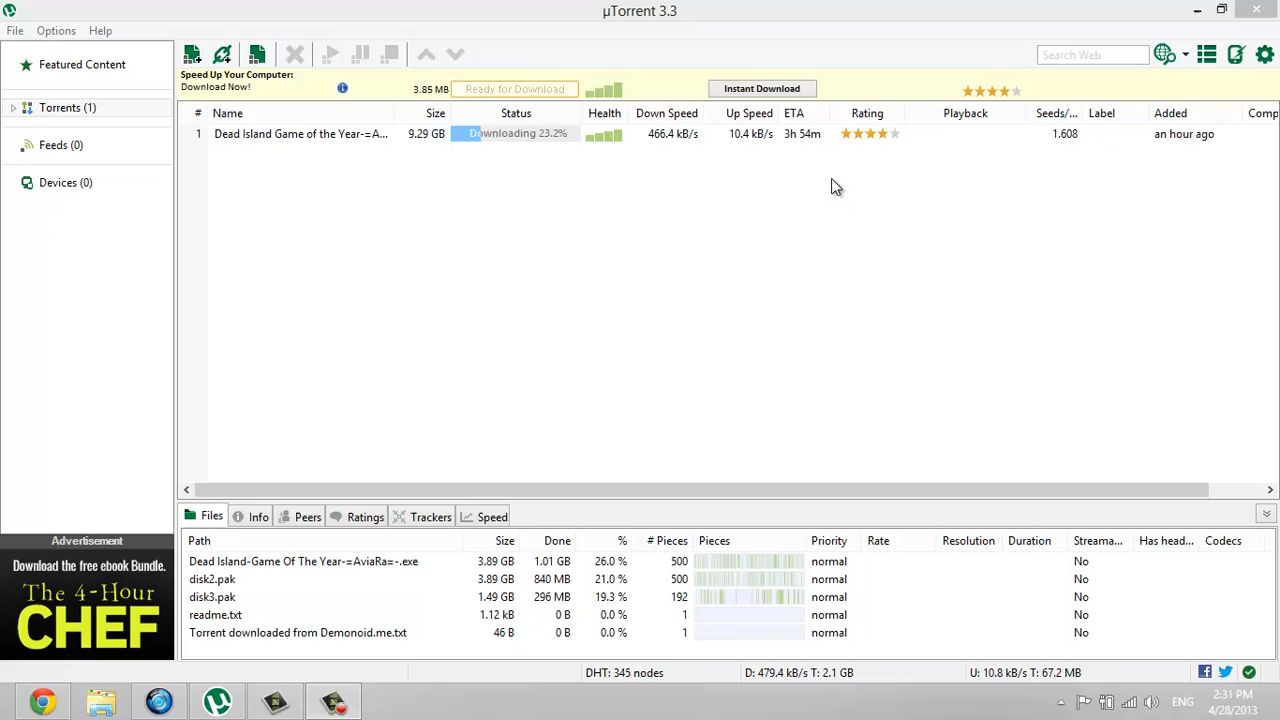 µTorrent 3.3
File Options Help
Featured Content
Torrents (1)
Feeds (0)
Devices (0)
Search Web
Speed Up Your Computer:
Download Now!
3.85 MB Ready for Download Instant Download
# Name Size Status Health Down Speed Up Speed ETA Rating Playback Seeds/... Label Added Comp
1 Dead Island Game of the Year-=A... 9.29 GB Downloading 23.2% 466.4 kB/s 10.4 kB/s 3h 54m 1.608 an hour ago
Files Info Peers Ratings Trackers Speed
Path Size Done % # Pieces Pieces Priority Rate Resolution Duration Streama... Has head... Codecs
Dead Island-Game Of The Year-=AviaRa=-.exe 3.89 GB 1.01 GB 26.0 % 500 normal No
disk2.pak 3.89 GB 840 MB 21.0 % 500 normal No
disk3.pak 1.49 GB 296 MB 19.3 % 192 normal No
readme.txt 1.12 kB 0 B 0.0 % 1 normal No
Torrent downloaded from Demonoid.me.txt 46 B 0 B 0.0 % 1 normal No
Advertisement
Download the free ebook Bundle.
The 4-Hour
CHEF
DHT: 345 nodes D: 479.4 kB/s T: 2.1 GB U: 10.8 kB/s T: 67.2 MB
ENG
2:31 PM
4/28/2013